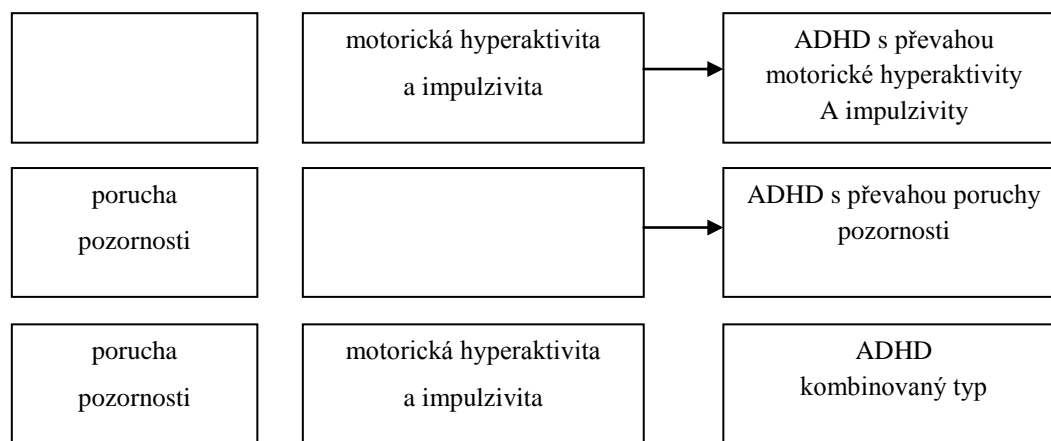 motorická hyperaktivita
a impulzivita
ADHD s převahou
motorické hyperaktivity
A impulzivity
porucha
pozornosti
ADHD s převahou poruchy
pozornosti
porucha
pozornosti
motorická hyperaktivita
a impulzivita
ADHD
kombinovaný typ